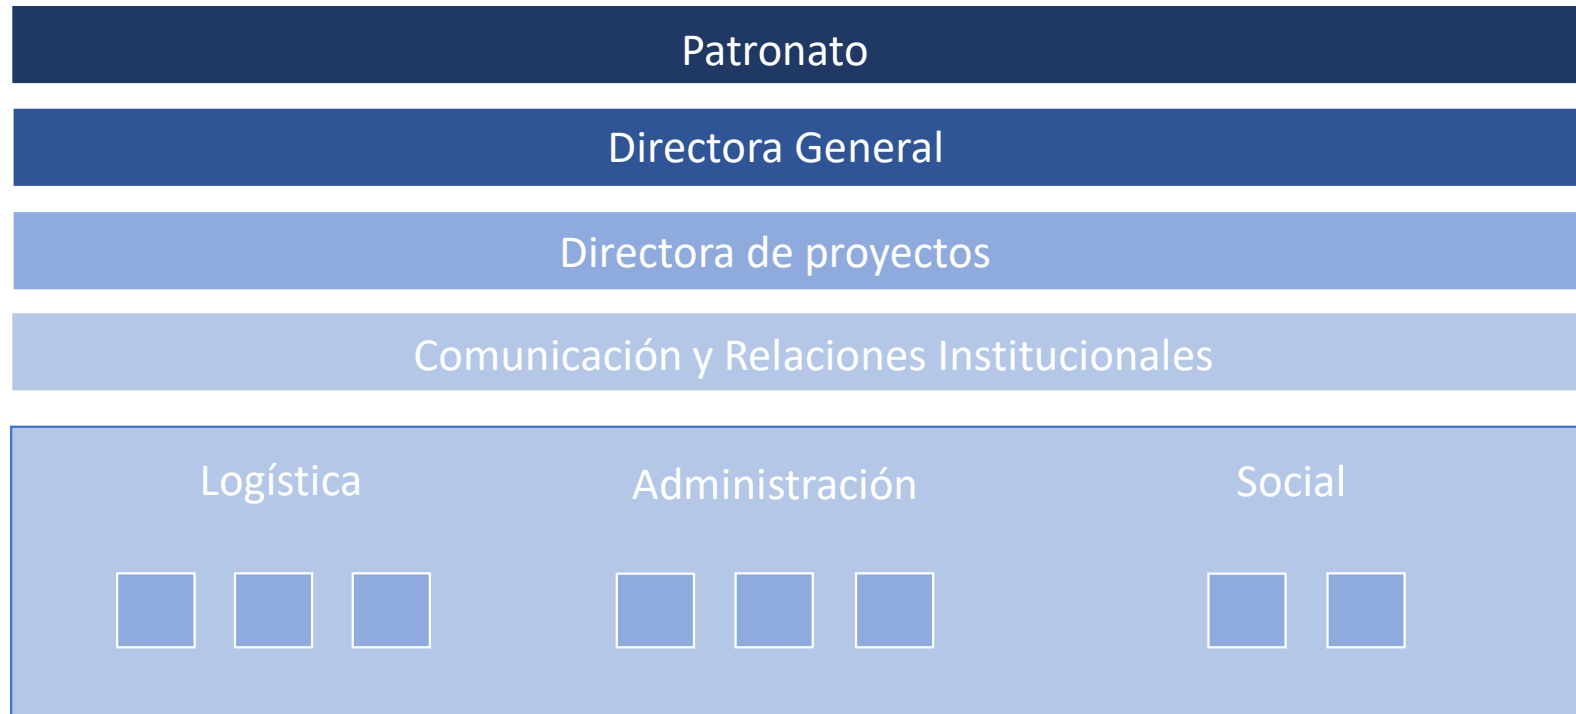 Patronato
Directora General
Directora de proyectos
Comunicación y Relaciones Institucionales
Logística
Administración
Social